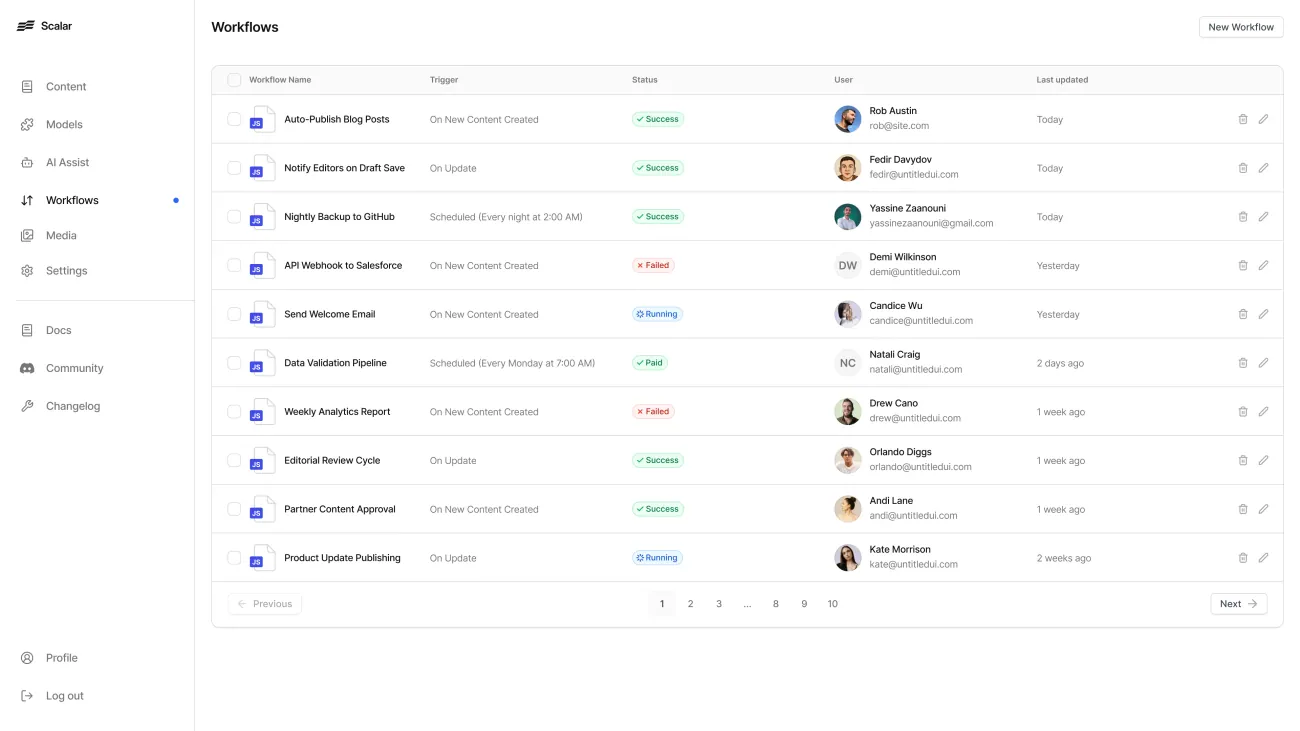 Scalar
Content
Models
AI Assist
Workflows
Media
Settings
Docs
Community
Changelog
Profile
Log out
Workflows
New Workflow
Workflow Name Trigger Status User Last updated
JS Auto-Publish Blog Posts On New Content Created Success Rob Austin Today
rob@site.com
JS Notify Editors on Draft Save On Update Success Fedir Davydov Today
fedir@untitledui.com
JS Nightly Backup to GitHub Scheduled (Every night at 2:00 AM) Success Yassine Zaanouni Today
yassinezaanouni@gmail.com
JS API Webhook to Salesforce On New Content Created Failed DW Demi Wilkinson Yesterday
demi@untitledui.com
JS Send Welcome Email On New Content Created Running Candice Wu Yesterday
candice@untitledui.com
JS Data Validation Pipeline Scheduled (Every Monday at 7:00 AM) Paid NC Natali Craig 2 days ago
natali@untitledui.com
JS Weekly Analytics Report On New Content Created Failed Drew Cano 1 week ago
drew@untitledui.com
JS Editorial Review Cycle On Update Success Orlando Diggs 1 week ago
orlando@untitledui.com
JS Partner Content Approval On New Content Created Success Andi Lane 1 week ago
andi@untitledui.com
JS Product Update Publishing On Update Running Kate Morrison 2 weeks ago
kate@untitledui.com
Previous 1 2 3 ... 8 9 10 Next